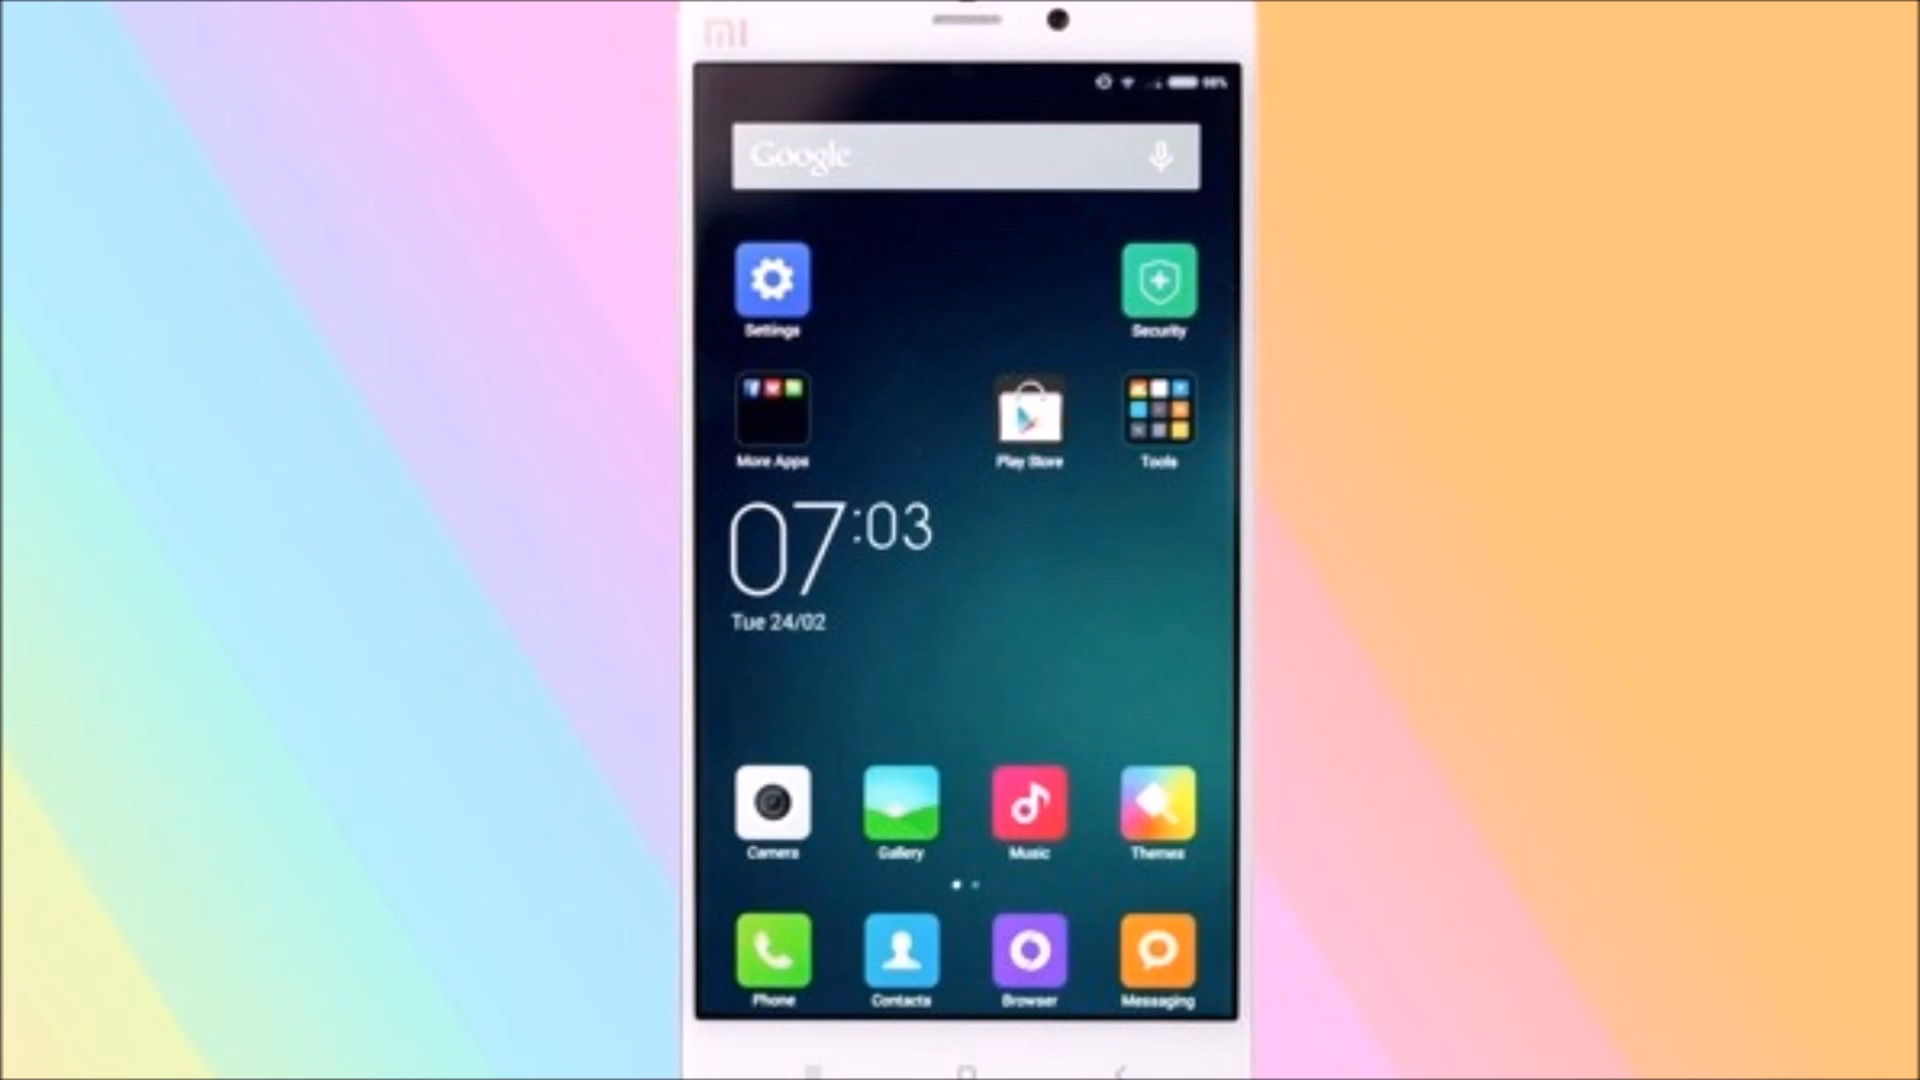 mi
98%
Google
Settings
Security
More Apps
Play Store
Tools
07:03
Tue 24/02
Camera
Gallery
Music
Themes
Phone
Contacts
Browser
Messaging